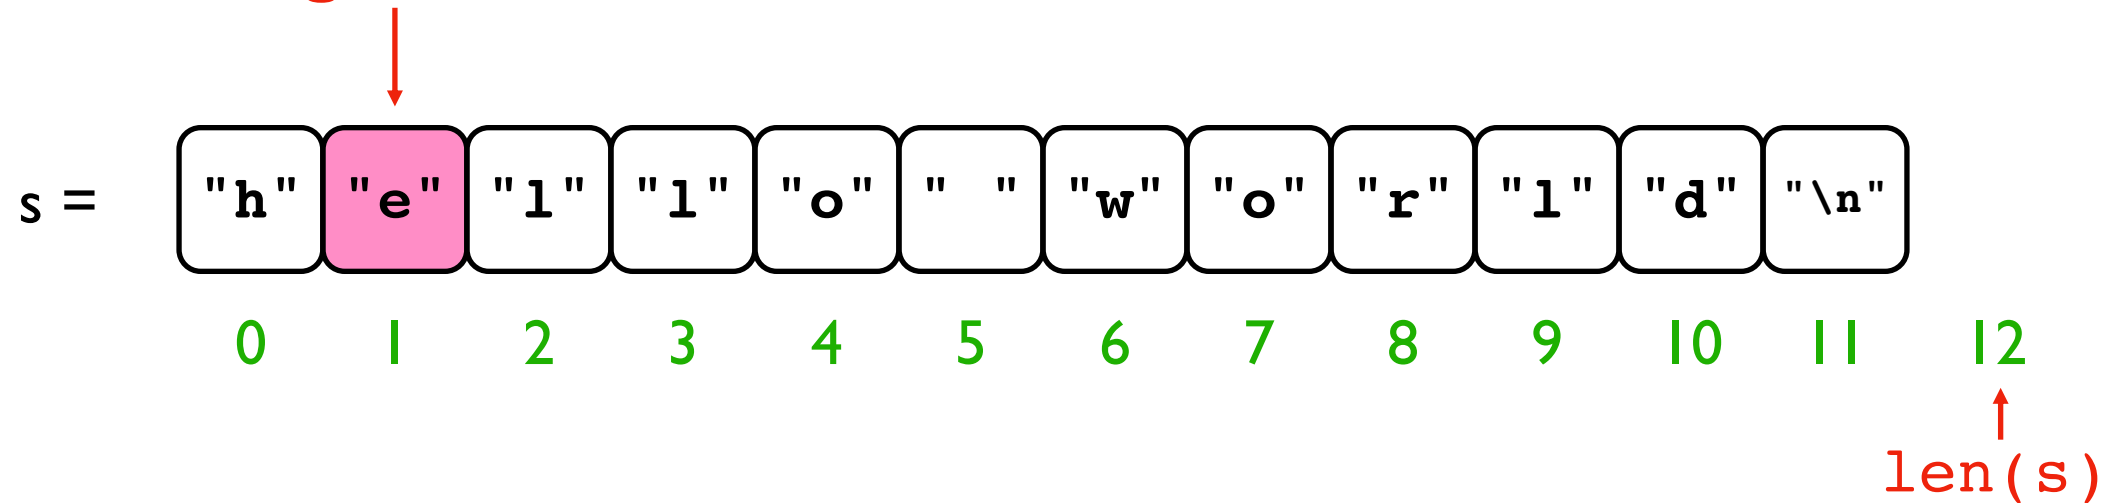 s = "h" "e" "l" "l" "o" " " "w" "o" "r" "l" "d" "\n"
0 1 2 3 4 5 6 7 8 9 10 11 12
len(s)